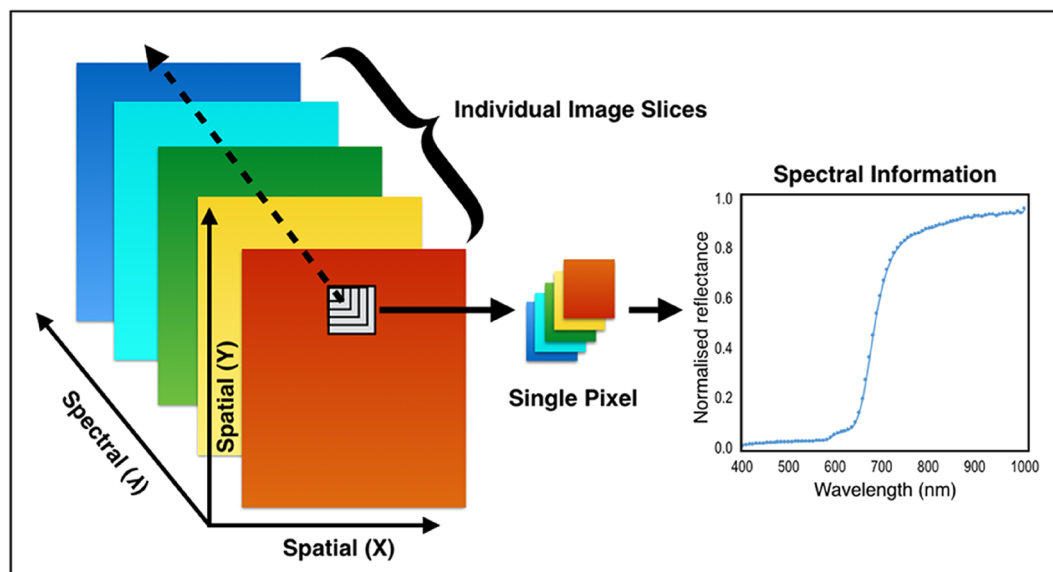 Individual Image Slices
Spectral (λ)
Spatial (Y)
Spatial (X)
Single Pixel
Spectral Information
Normalised reflectance
1.0
0.8
0.6
0.4
0.2
0.0
400 500 600 700 800 900 1000
Wavelength (nm)